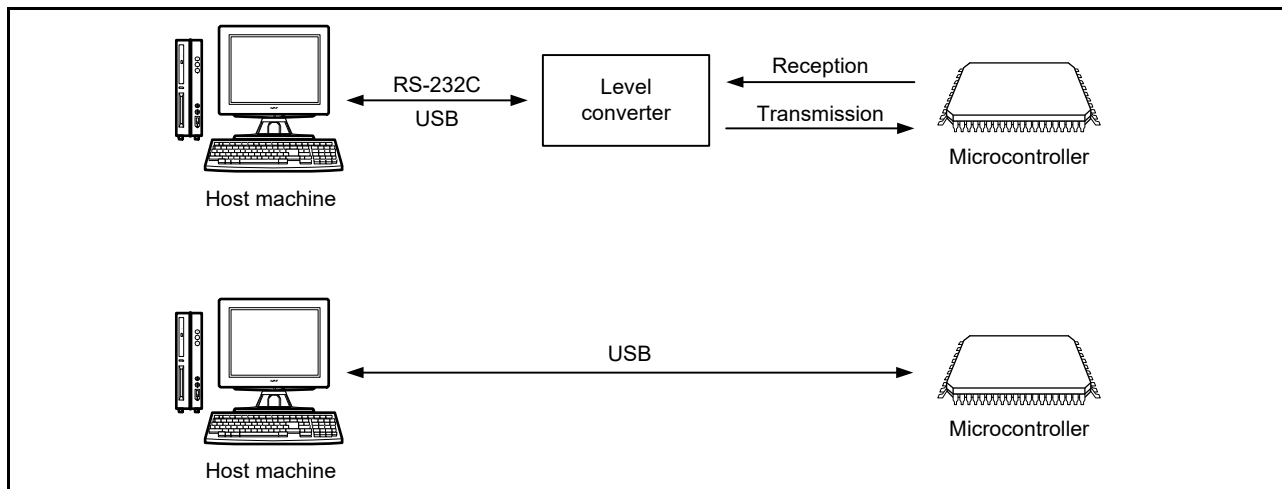 RS-232C
USB
Level
converter
Reception
Transmission
Host machine
Microcontroller
USB
Host machine
Microcontroller